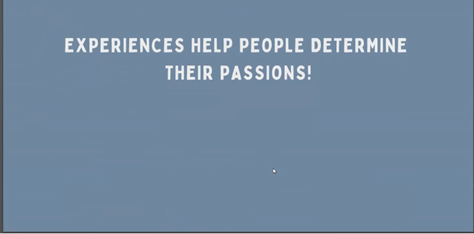 EXPERIENCES HELP PEOPLE DETERMINE
THEIR PASSIONS!